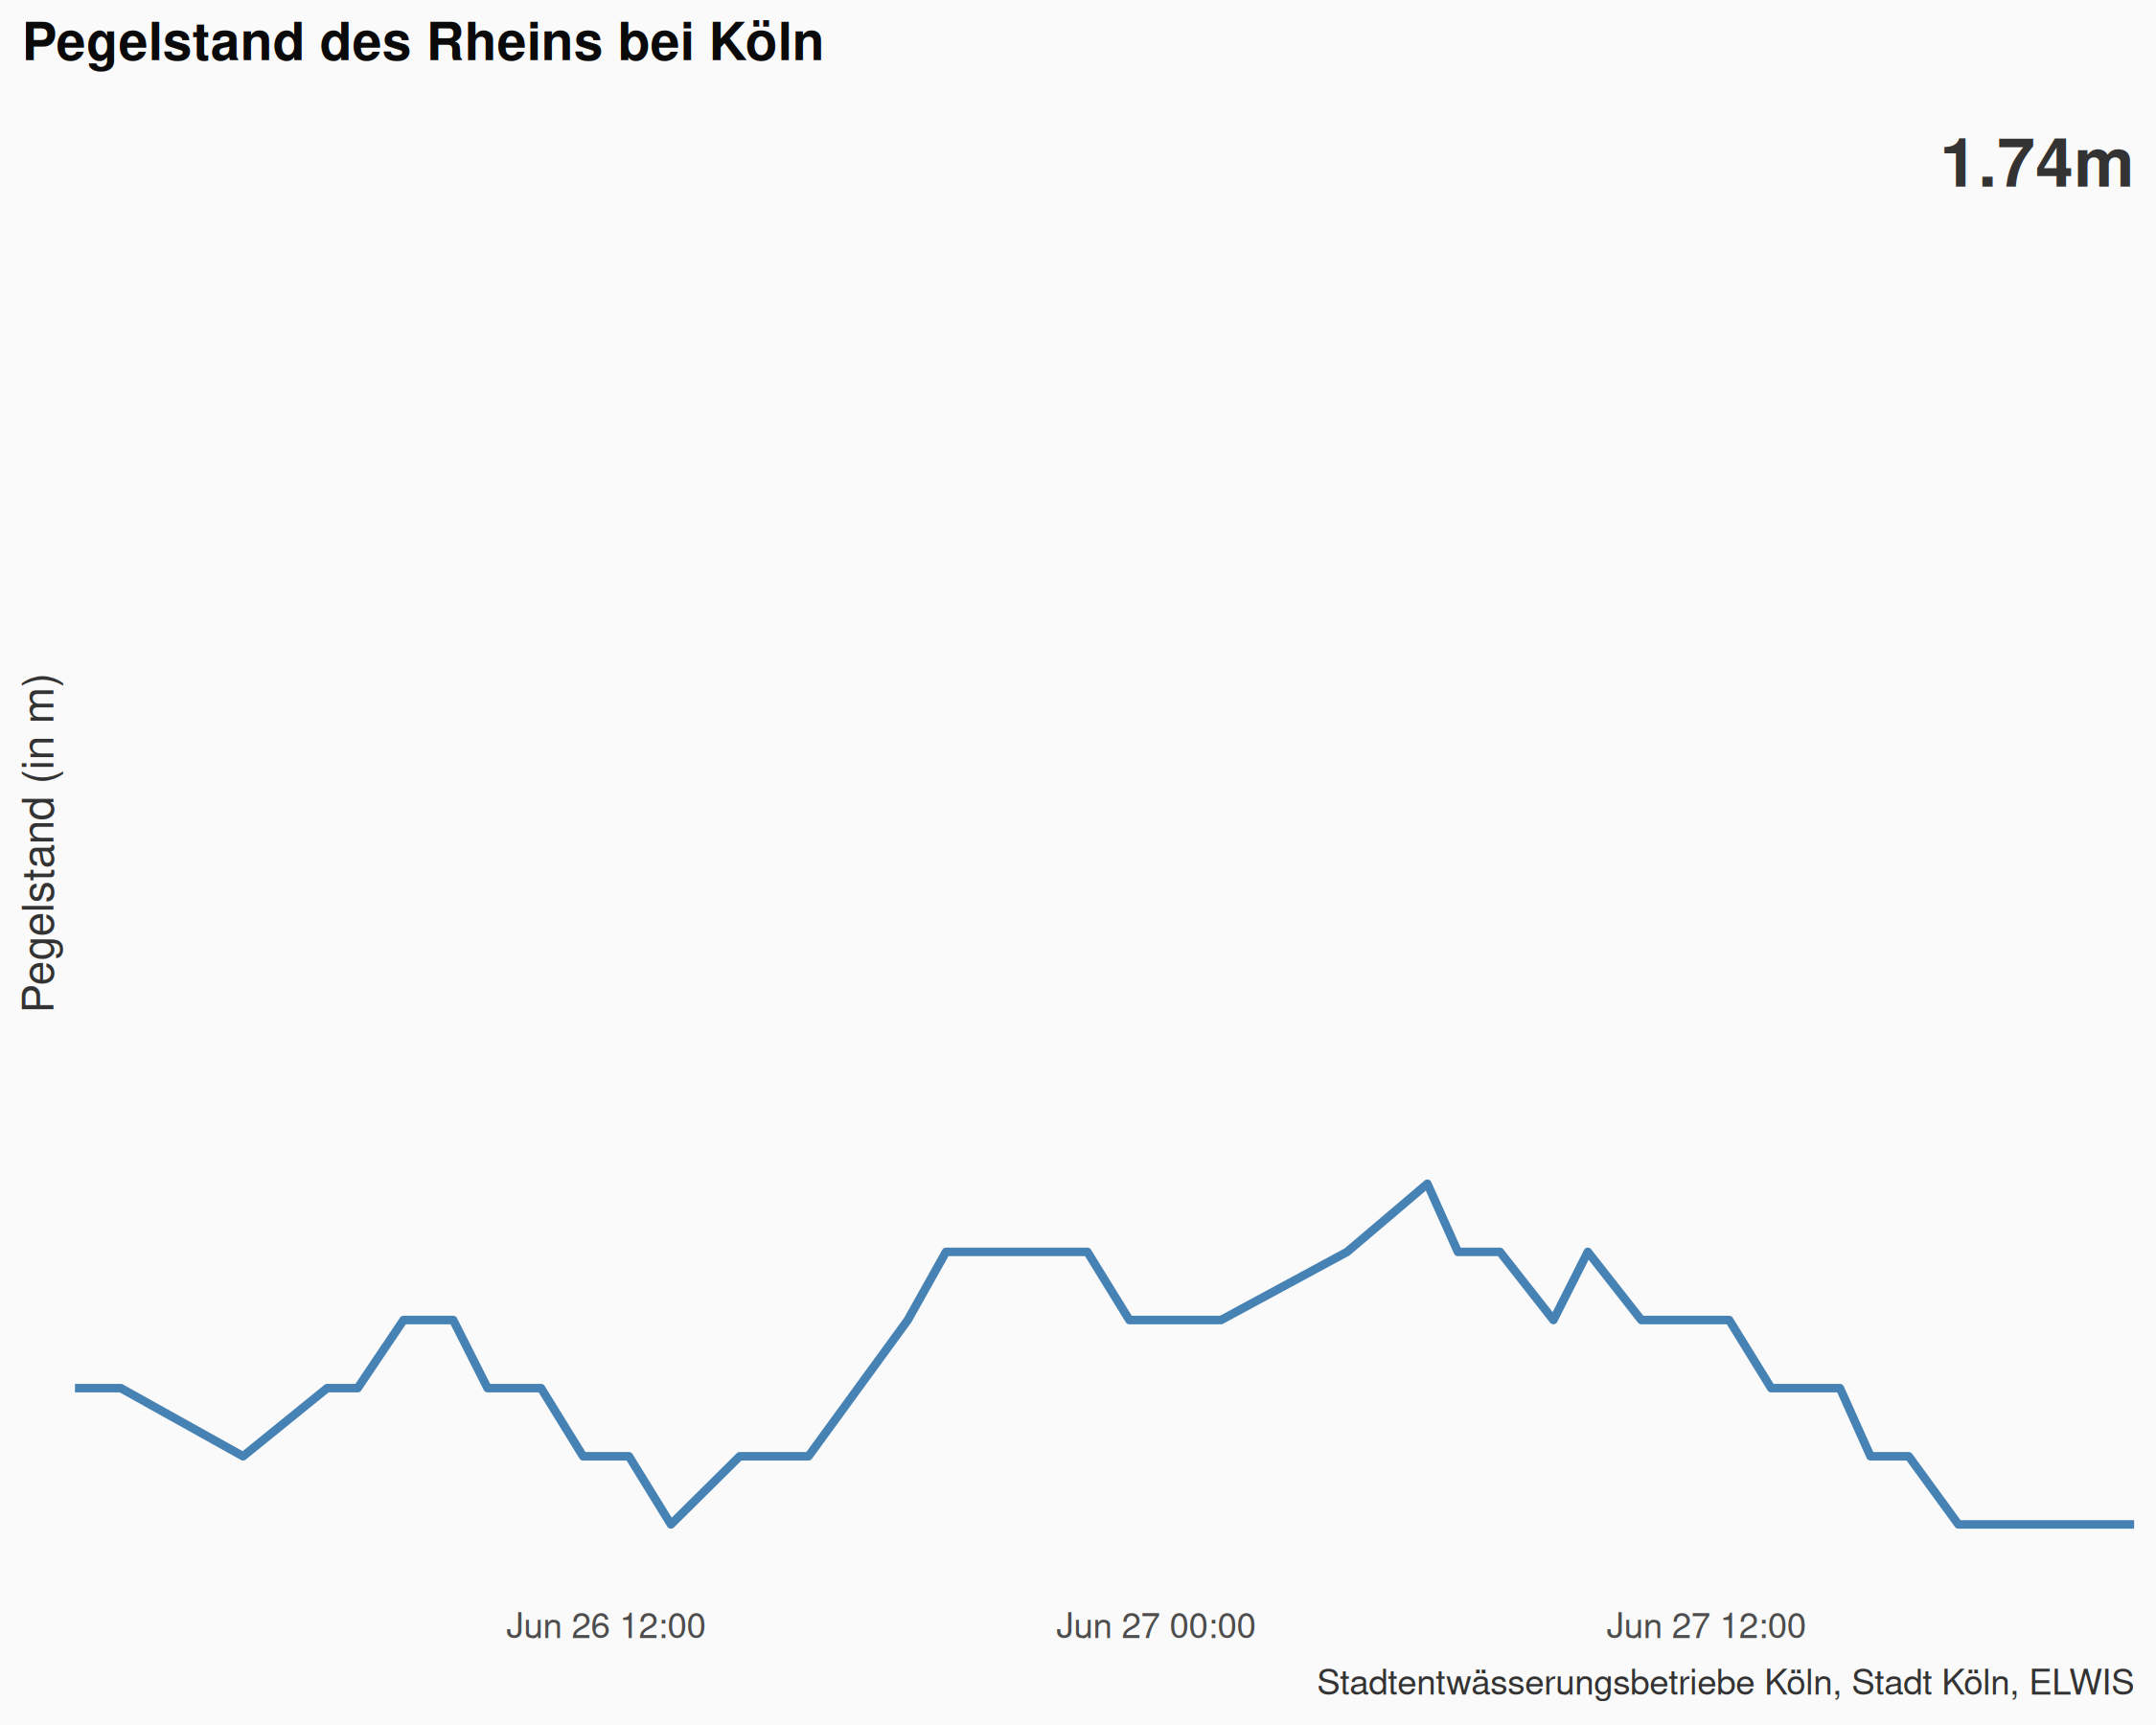 Pegelstand des Rheins bei Köln
1.74m
Pegelstand (in m)
Jun 26 12:00
Jun 27 00:00
Jun 27 12:00
Stadtentwässerungsbetriebe Köln, Stadt Köln, ELWIS